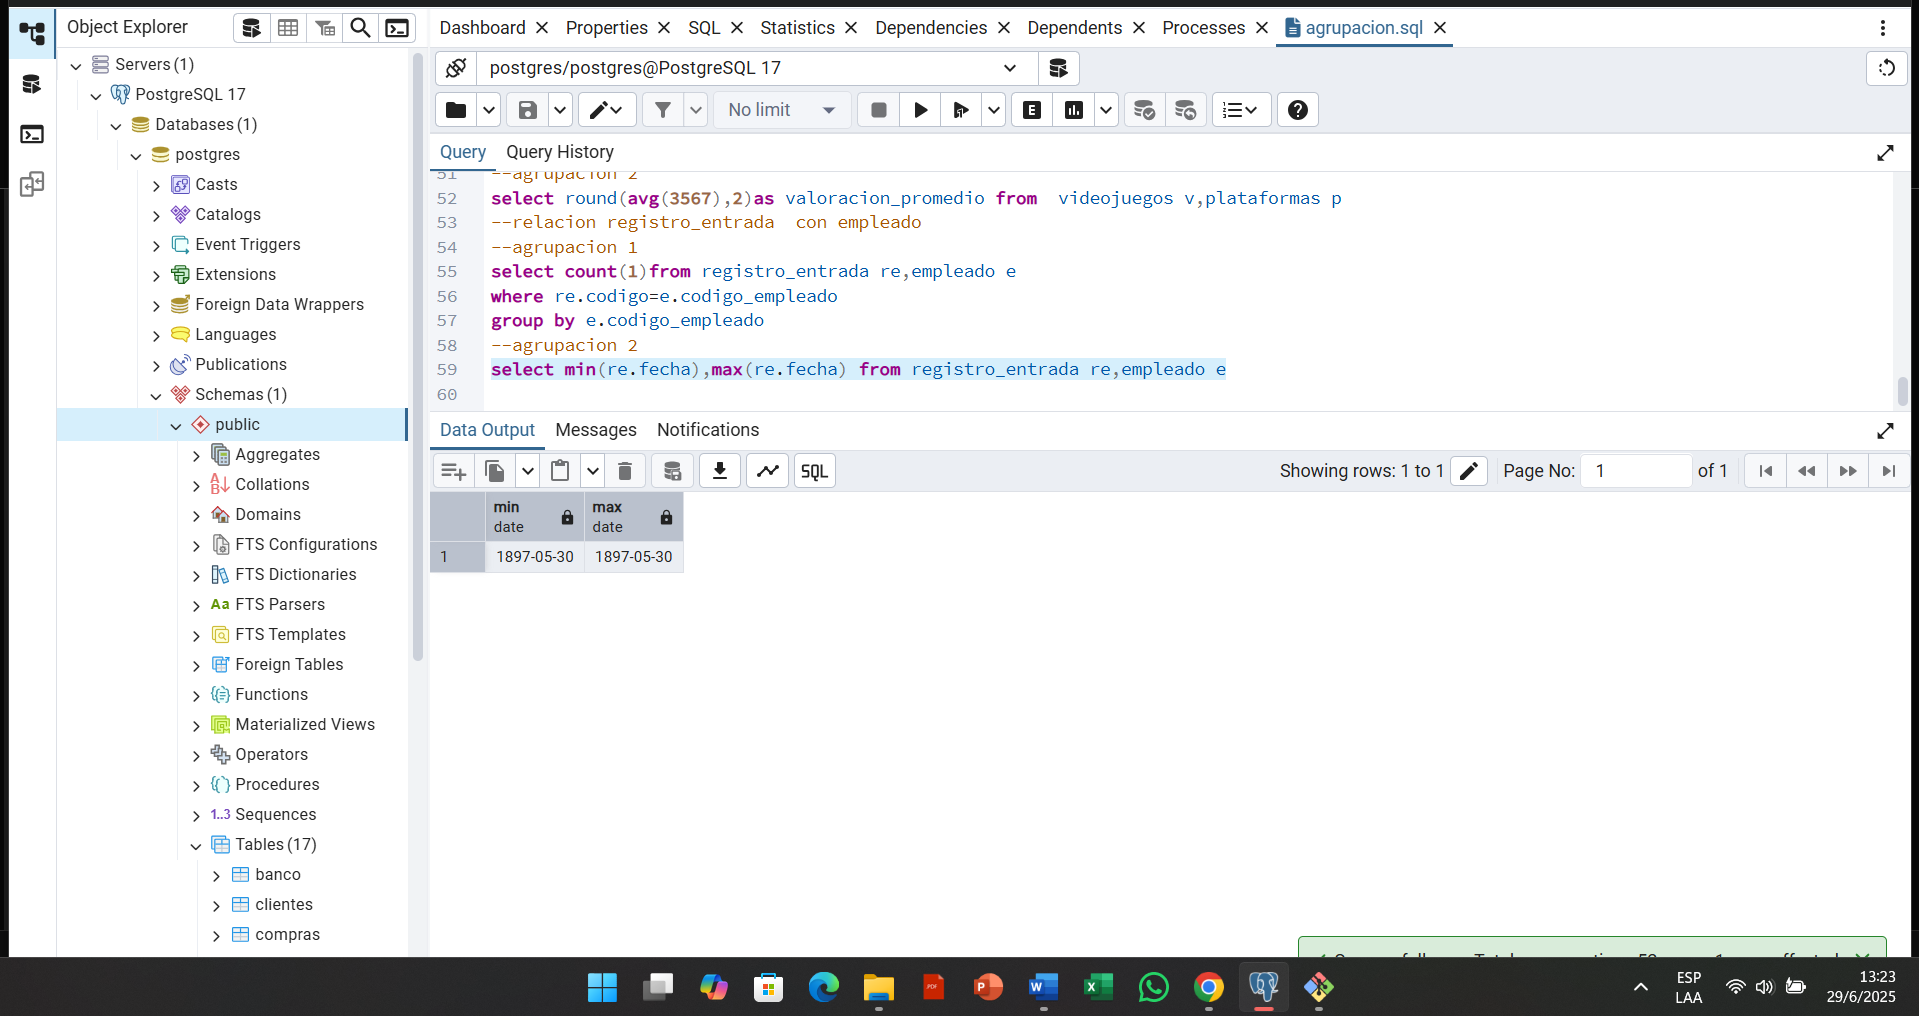 Object Explorer
Dashboard
Properties
SQL
Statistics
Dependencies
Dependents
Processes
agrupacion.sql
postgres/postgres@PostgreSQL 17
No limit
E
Query
Query History
Servers (1)
PostgreSQL 17
Databases (1)
postgres
Casts
Catalogs
Event Triggers
Extensions
Foreign Data Wrappers
Languages
Publications
Schemas (1)
public
Aggregates
Collations
Domains
FTS Configurations
FTS Dictionaries
Aa FTS Parsers
FTS Templates
Foreign Tables
Functions
Materialized Views
Operators
Procedures
1..3 Sequences
Tables (17)
banco
clientes
compras
51 --agrupacion 2
52 select round(avg(3567),2)as valoracion_promedio from  videojuegos v,plataformas p
53 --relacion registro_entrada  con empleado
54 --agrupacion 1
55 select count(1)from registro_entrada re,empleado e
56 where re.codigo=e.codigo_empleado
57 group by e.codigo_empleado
58 --agrupacion 2
59 select min(re.fecha),max(re.fecha) from registro_entrada re,empleado e
60
Data Output
Messages
Notifications
SQL
Showing rows: 1 to 1
Page No:
1
of 1
min
date
max
date
1
1897-05-30
1897-05-30
ESP
LAA
13:23
29/6/2025